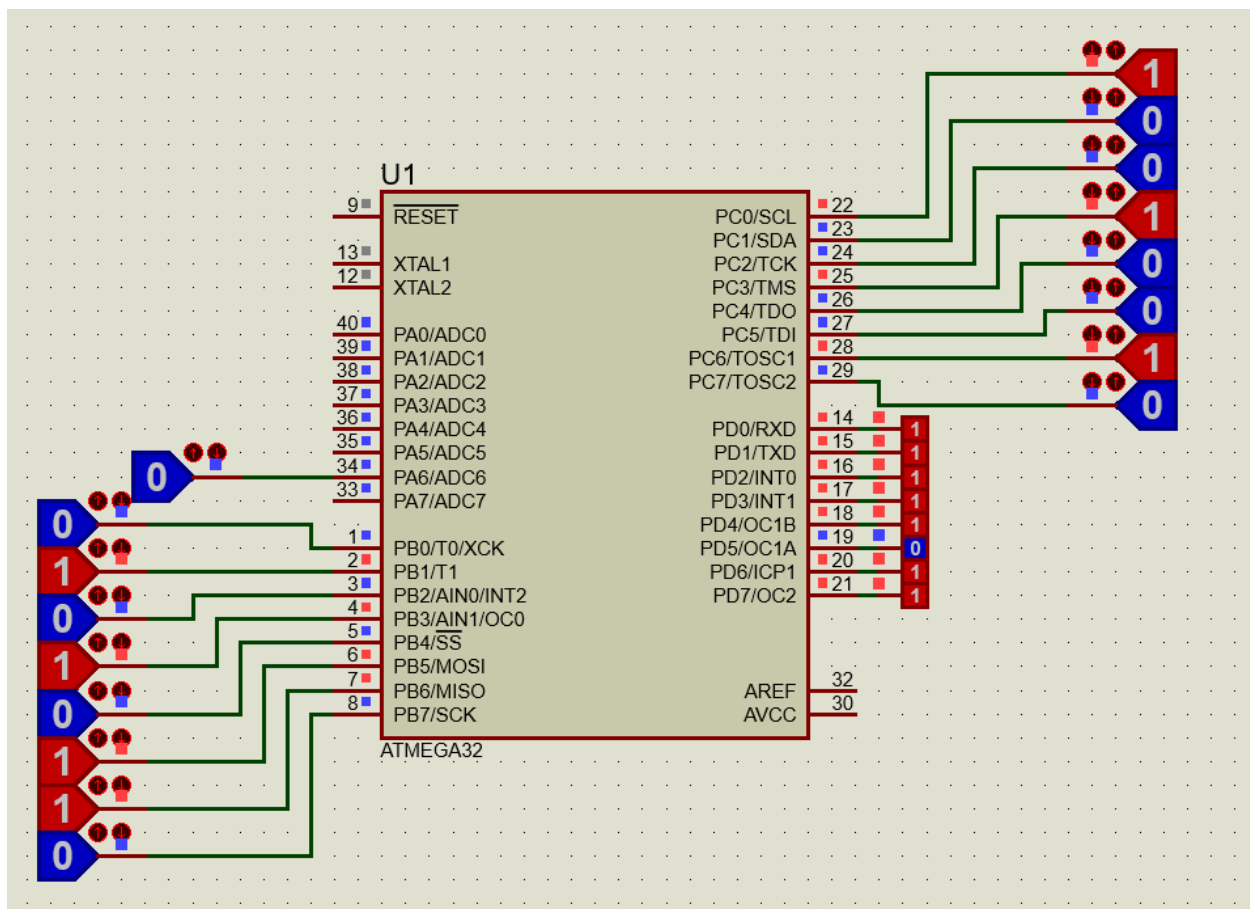 1
0
0
1
0
0
1
0
U1
9 RESET
13 XTAL1
12 XTAL2
40 PA0/ADC0
39 PA1/ADC1
38 PA2/ADC2
37 PA3/ADC3
36 PA4/ADC4
35 PA5/ADC5
34 PA6/ADC6
33 PA7/ADC7
1 PB0/T0/XCK
2 PB1/T1
3 PB2/AIN0/INT2
4 PB3/AIN1/OC0
5 PB4/SS
6 PB5/MOSI
7 PB6/MISO
8 PB7/SCK
PC0/SCL 22
PC1/SDA 23
PC2/TCK 24
PC3/TMS 25
PC4/TDO 26
PC5/TDI 27
PC6/TOSC1 28
PC7/TOSC2 29
PD0/RXD 14 1
PD1/TXD 15 1
PD2/INT0 16 1
PD3/INT1 17 1
PD4/OC1B 18 1
PD5/OC1A 19 0
PD6/ICP1 20 1
PD7/OC2 21 1
AREF 32
AVCC 30
ATMEGA32
0
0
1
0
1
0
1
1
0